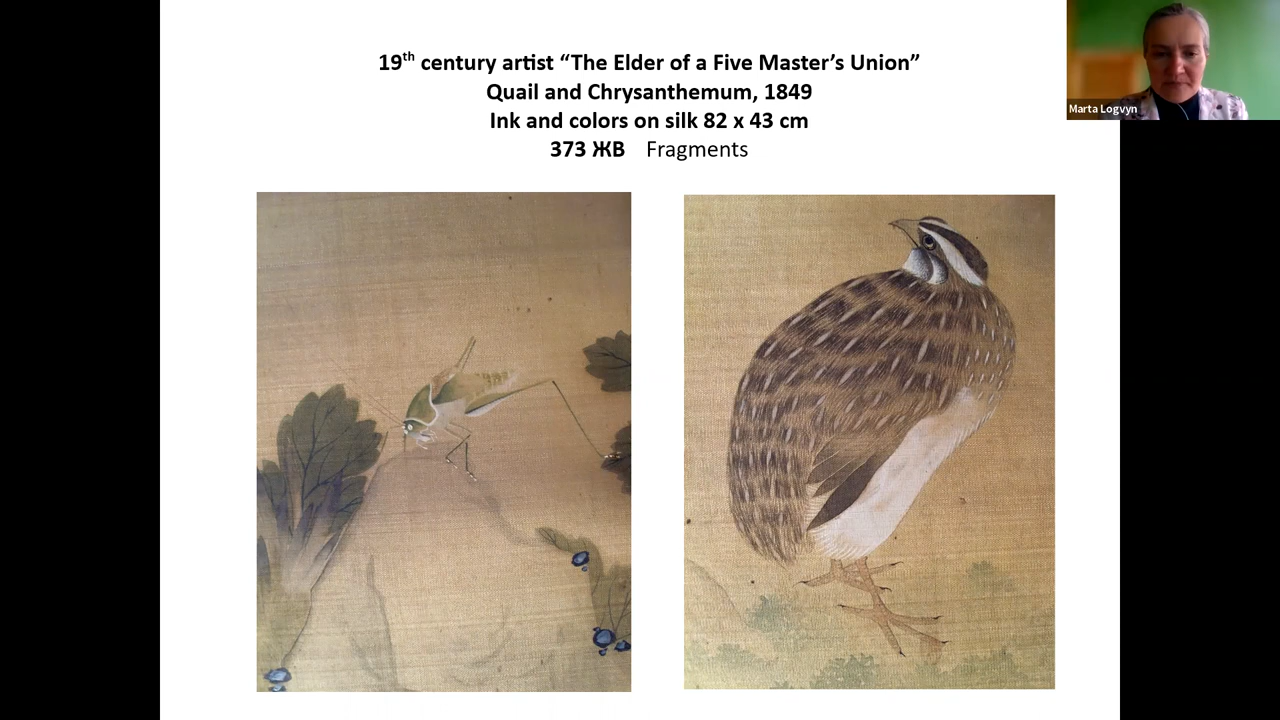 19th century artist “The Elder of a Five Master’s Union”
Quail and Chrysanthemum, 1849
Ink and colors on silk 82 x 43 cm
373 ЖВ Fragments
Marta Logvyn